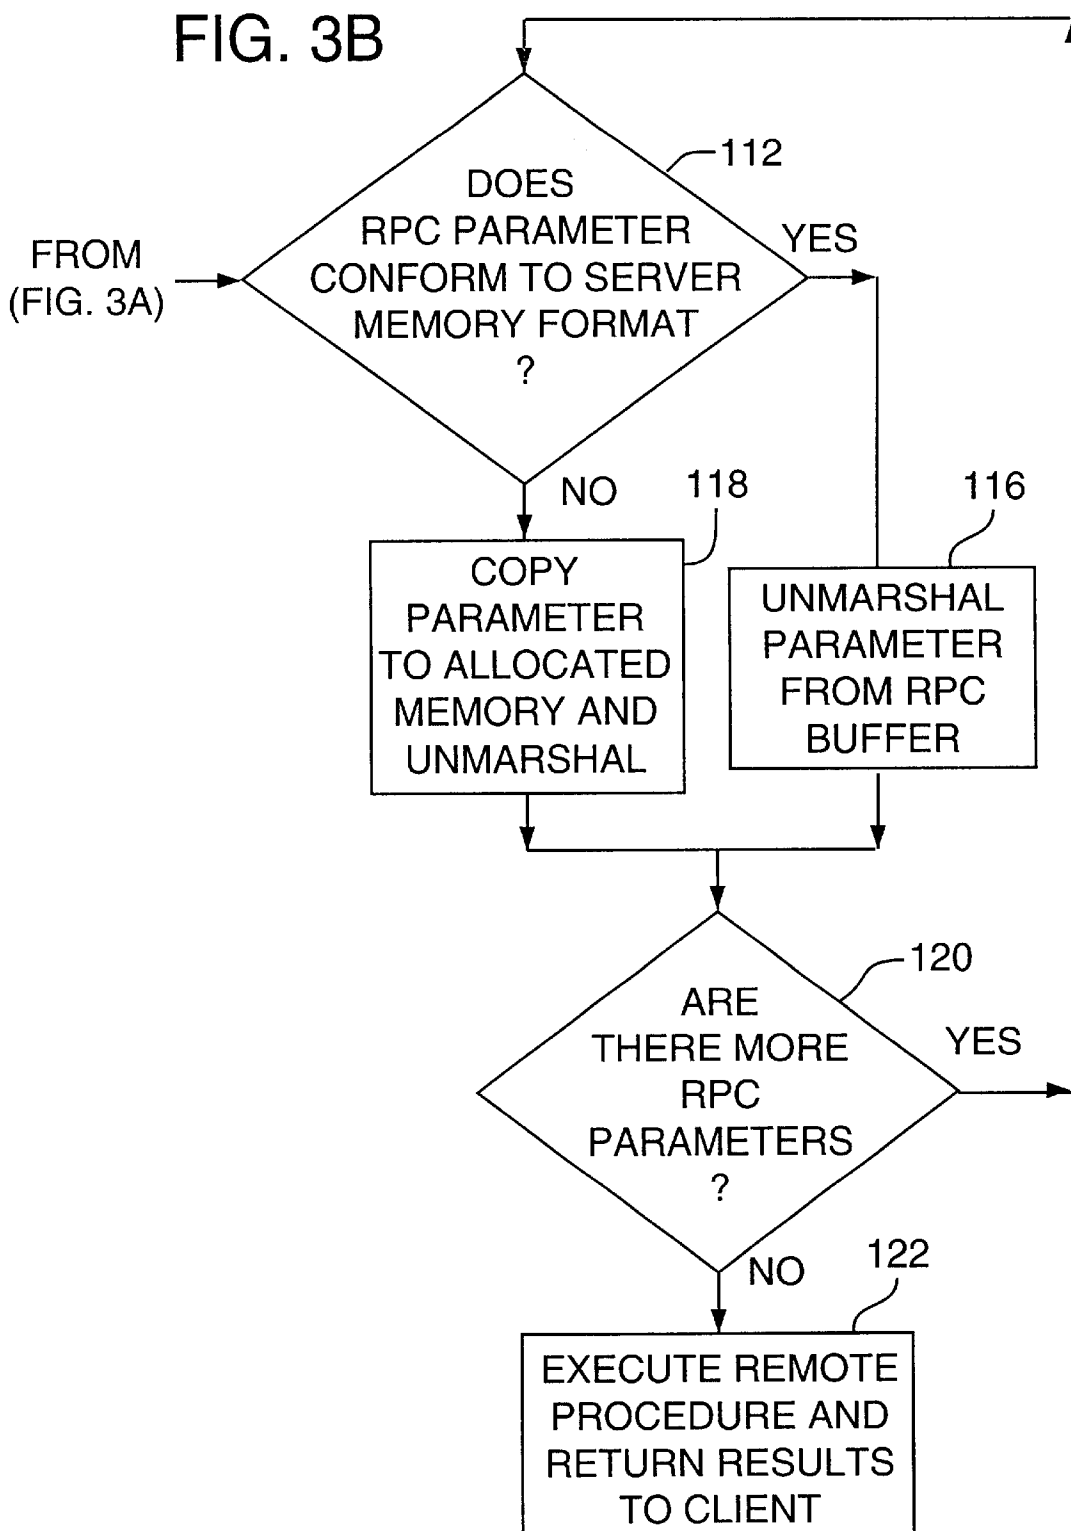 FIG. 3B
112
DOES
RPC PARAMETER
CONFORM TO SERVER
MEMORY FORMAT
?
YES
FROM
(FIG. 3A)
NO
118
116
COPY
PARAMETER
TO ALLOCATED
MEMORY AND
UNMARSHAL
UNMARSHAL
PARAMETER
FROM RPC
BUFFER
120
ARE
THERE MORE
RPC
PARAMETERS
?
YES
NO
122
EXECUTE REMOTE
PROCEDURE AND
RETURN RESULTS
TO CLIENT